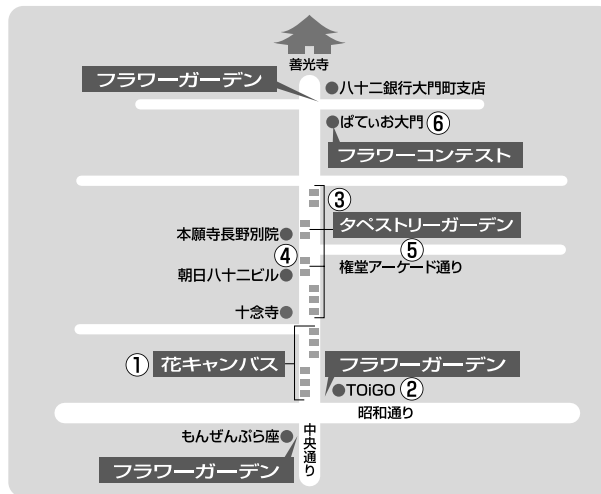 善光寺
フラワーガーデン
八十二銀行大門町支店
ぱてぃお大門⑥
フラワーコンテスト
③
タペストリーガーデン
本願寺長野別院
④
⑤
朝日八十二ビル
権堂アーケード通り
十念寺
①花キャンバス
フラワーガーデン
TOiGO②
昭和通り
もんぜんぷら座
中央通り
フラワーガーデン